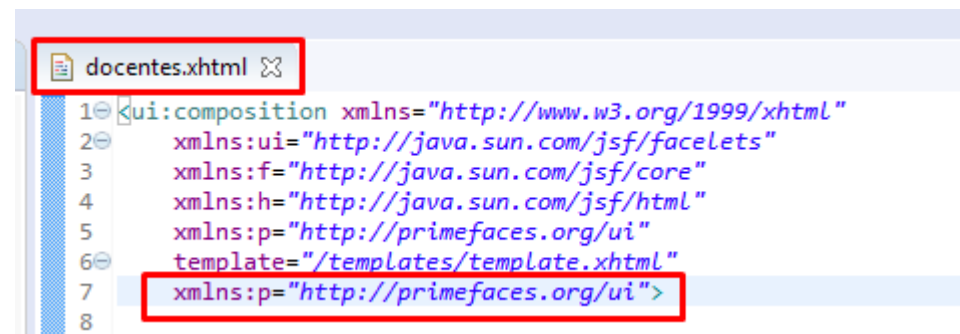 docentes.xhtml
1 <ui:composition xmlns="http://www.w3.org/1999/xhtml"
2 xmlns:ui="http://java.sun.com/jsf/facelets"
3 xmlns:f="http://java.sun.com/jsf/core"
4 xmlns:h="http://java.sun.com/jsf/html"
5 xmlns:p="http://primefaces.org/ui"
6 template="/templates/template.xhtml"
7 xmlns:p="http://primefaces.org/ui">
8